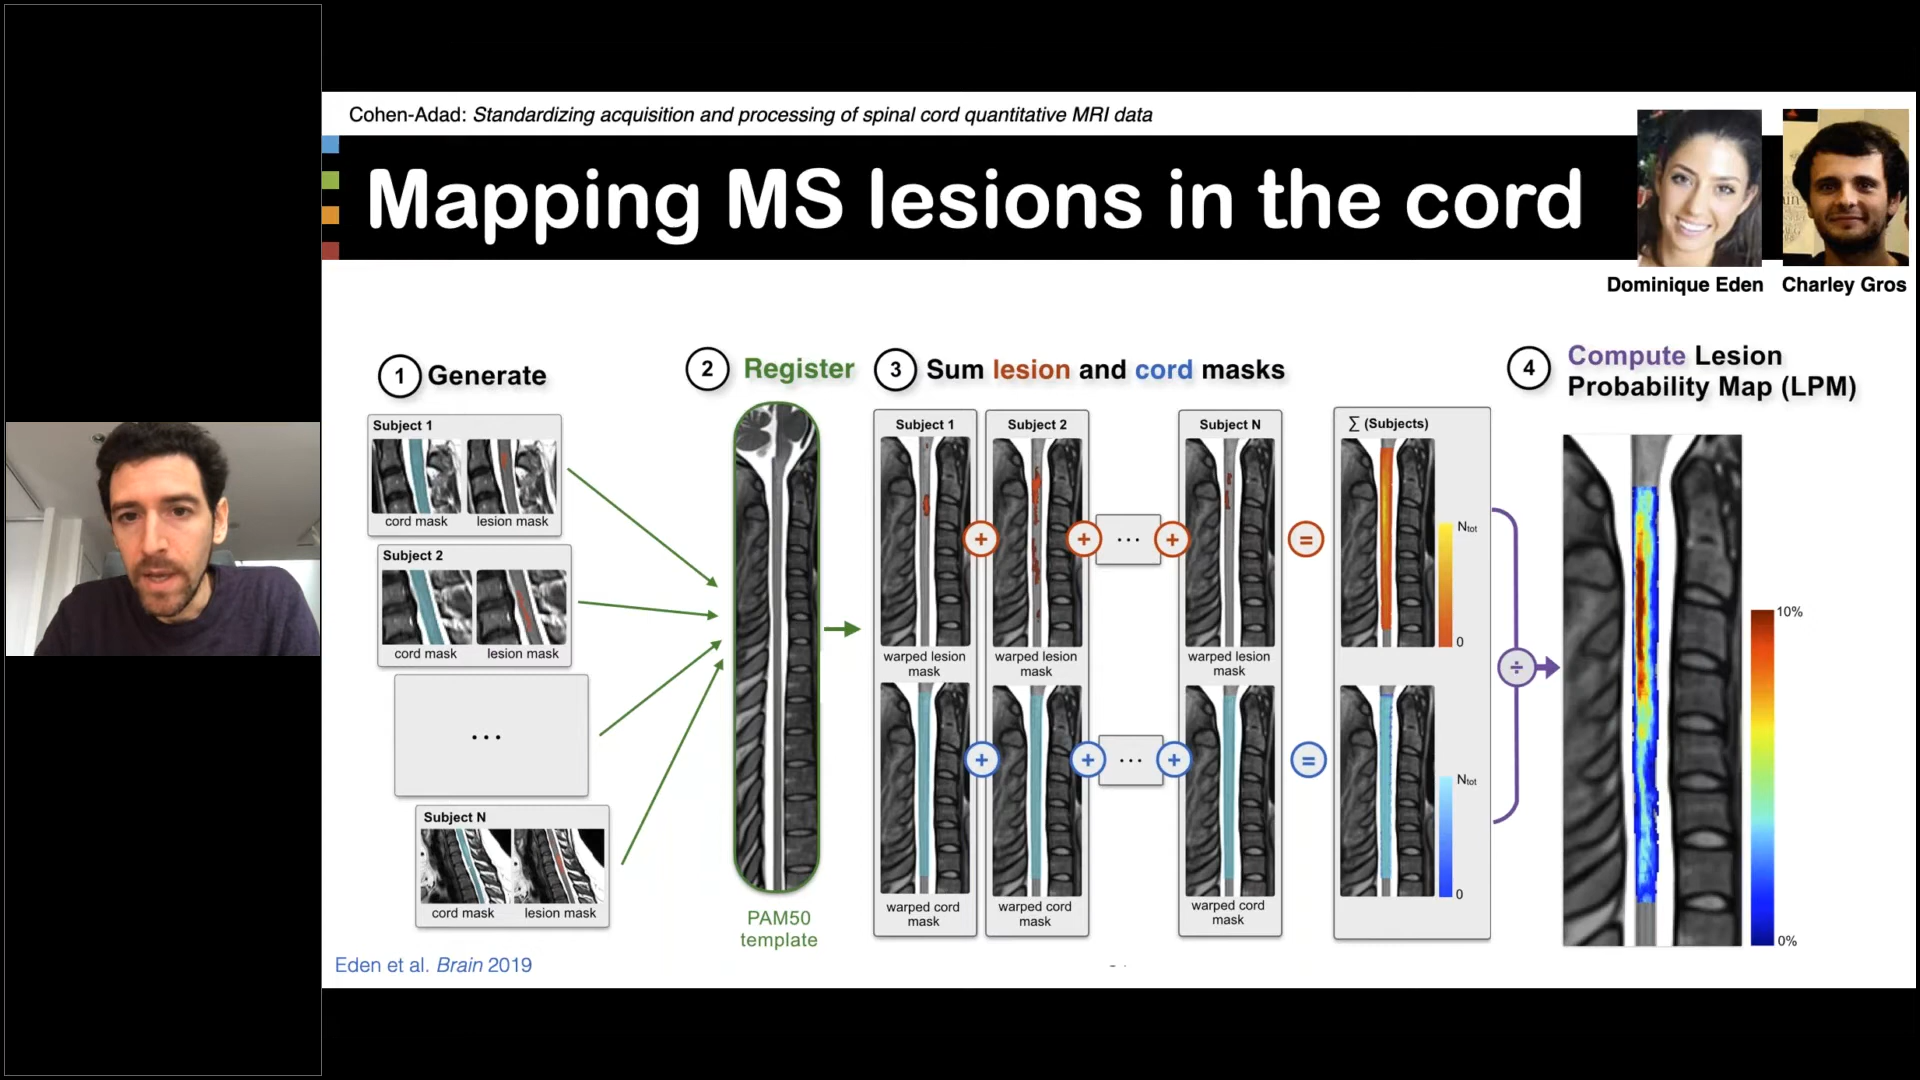 Cohen-Adad: Standardizing acquisition and processing of spinal cord quantitative MRI data
Mapping MS lesions in the cord
Dominique Eden
Charley Gros
1 Generate
Subject 1
cord mask
lesion mask
Subject 2
cord mask
lesion mask
...
Subject N
cord mask
lesion mask
2 Register
PAM50
template
3 Sum lesion and cord masks
Subject 1
Subject 2
Subject N
∑ (Subjects)
+
+
...
+
=
Ntot
0
warped lesion
mask
warped lesion
mask
warped lesion
mask
+
+
...
+
=
Ntot
0
warped cord
mask
warped cord
mask
warped cord
mask
÷
4 Compute Lesion
Probability Map (LPM)
10%
0%
Eden et al. Brain 2019